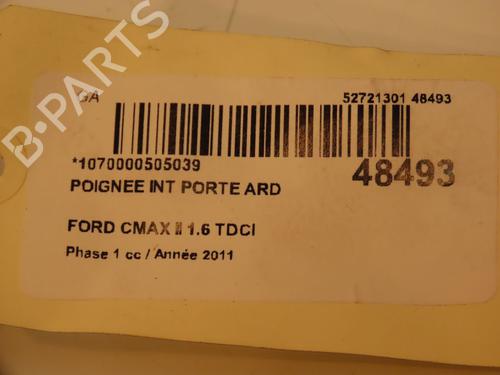 GA
52721301 48493
*1070000505039
48493
POIGNEE INT PORTE ARD
FORD CMAX II 1.6 TDCI
Phase 1 cc / Année 2011
B-PARTS